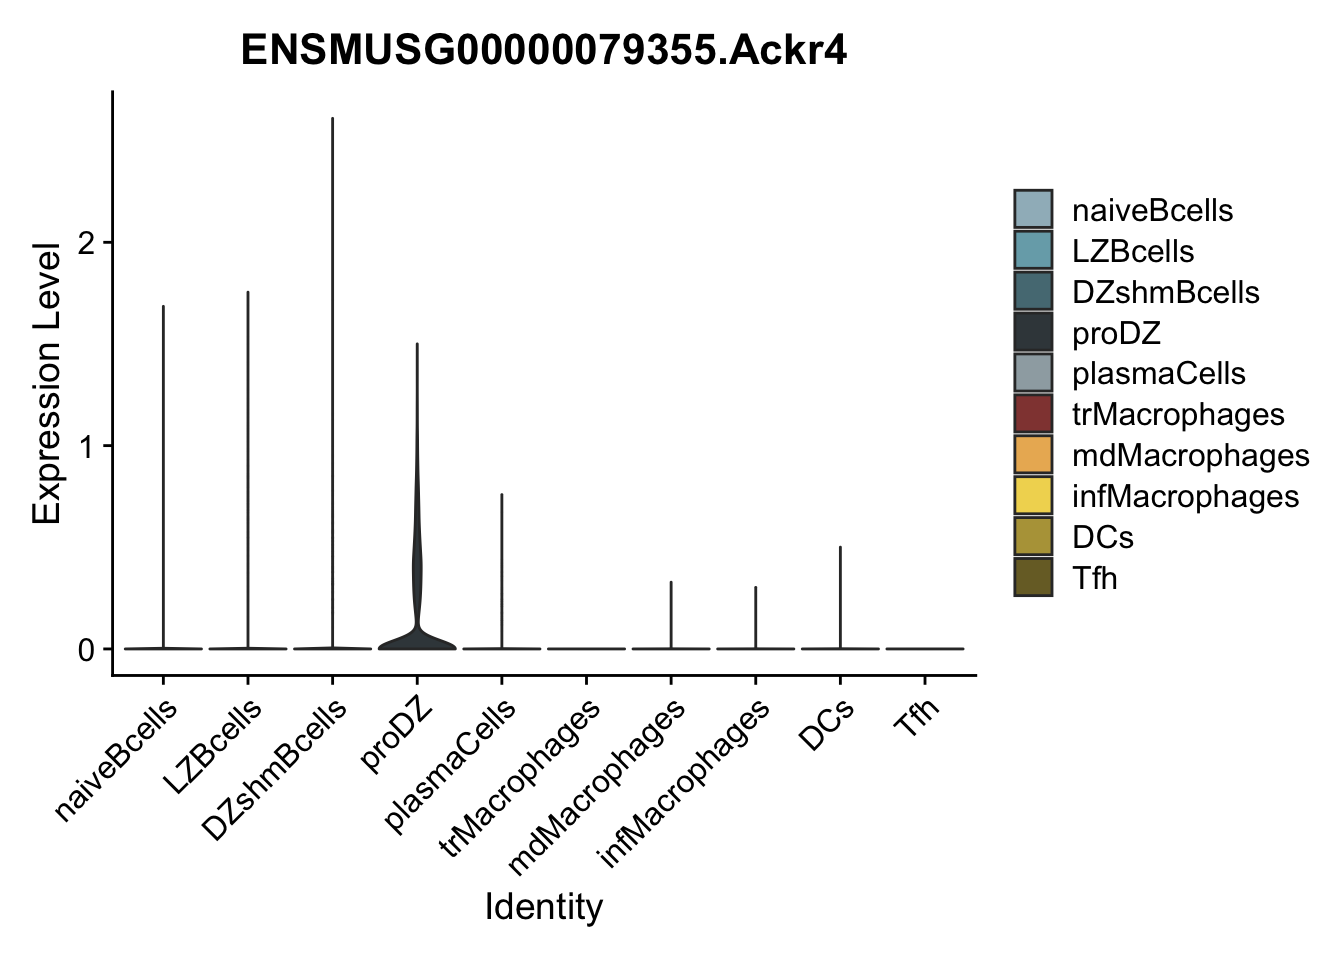 ENSMUSG00000079355.Ackr4
Expression Level
2
1
0
naiveBcells
LZBcells
DZshmBcells
proDZ
plasmaCells
trMacrophages
mdMacrophages
infMacrophages
DCs
Tfh
Identity
naiveBcells
LZBcells
DZshmBcells
proDZ
plasmaCells
trMacrophages
mdMacrophages
infMacrophages
DCs
Tfh